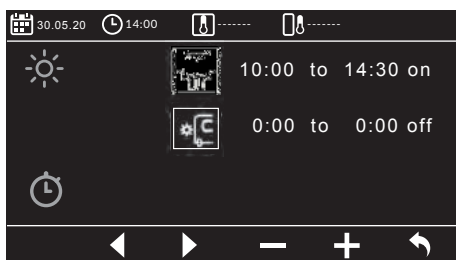 30.05.20 14:00 ------- -------
10:00 to 14:30 on
0:00 to 0:00 off